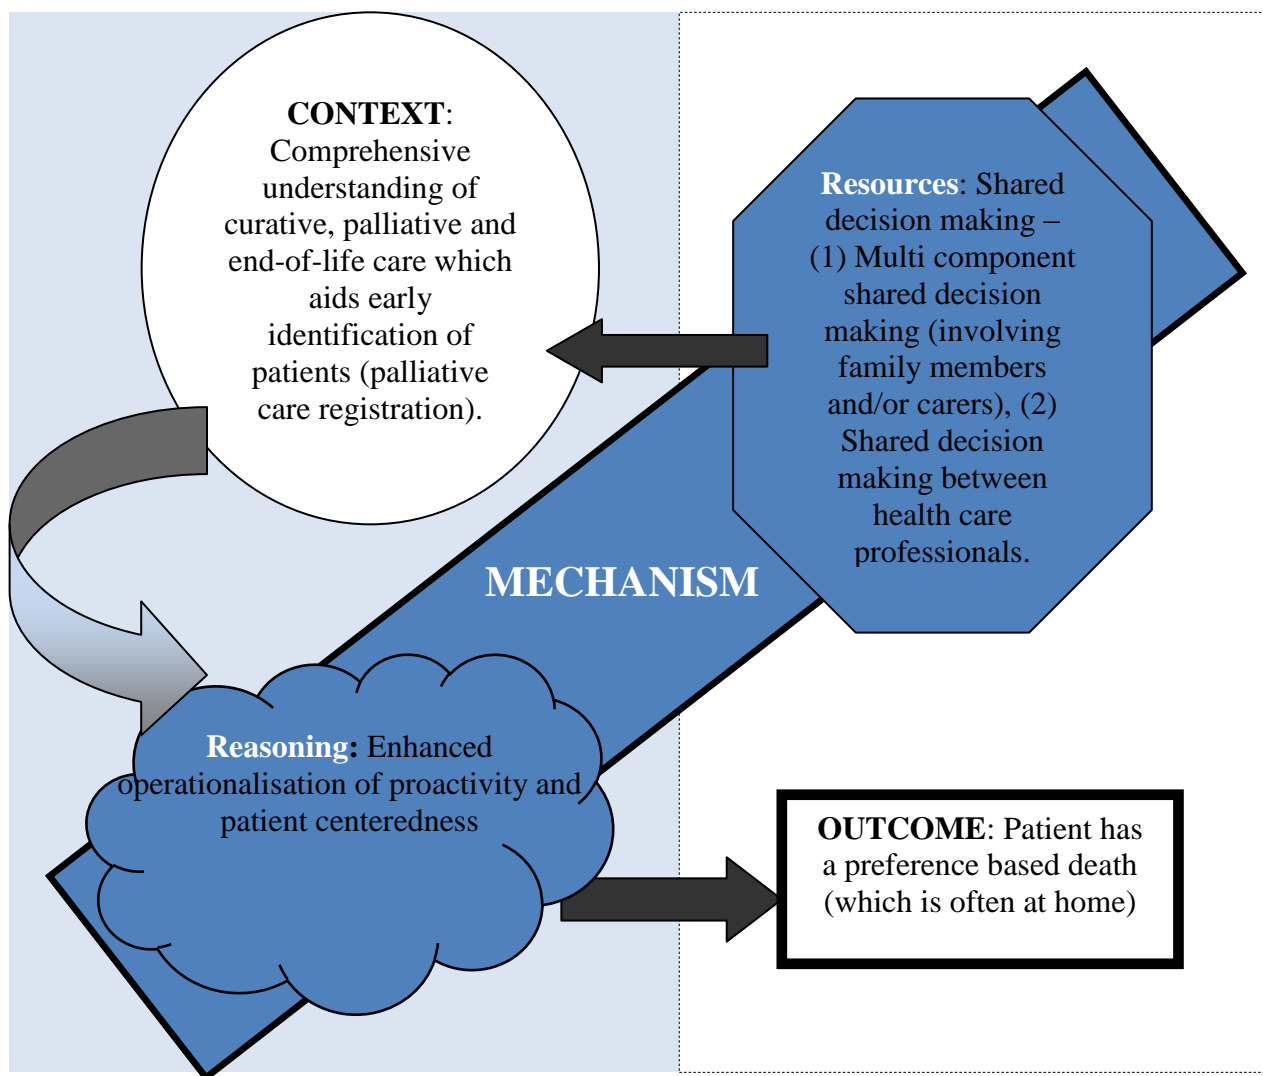 CONTEXT:
Comprehensive
understanding of
curative, palliative and
end-of-life care which
aids early
identification of
patients (palliative
care registration).
Resources: Shared
decision making –
(1) Multi component
shared decision
making (involving
family members
and/or carers), (2)
Shared decision
making between
health care
professionals.
MECHANISM
Reasoning: Enhanced
operationalisation of proactivity and
patient centeredness
OUTCOME: Patient has
a preference based death
(which is often at home)